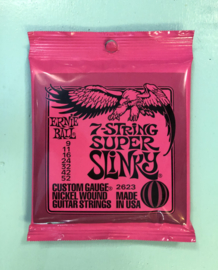 ERNIE
BALL
7-STRING
SUPER
SLINKY
9
11
16
24
32
42
52
CUSTOM GAUGE
NICKEL WOUND
GUITAR STRINGS
2623
MADE
IN USA